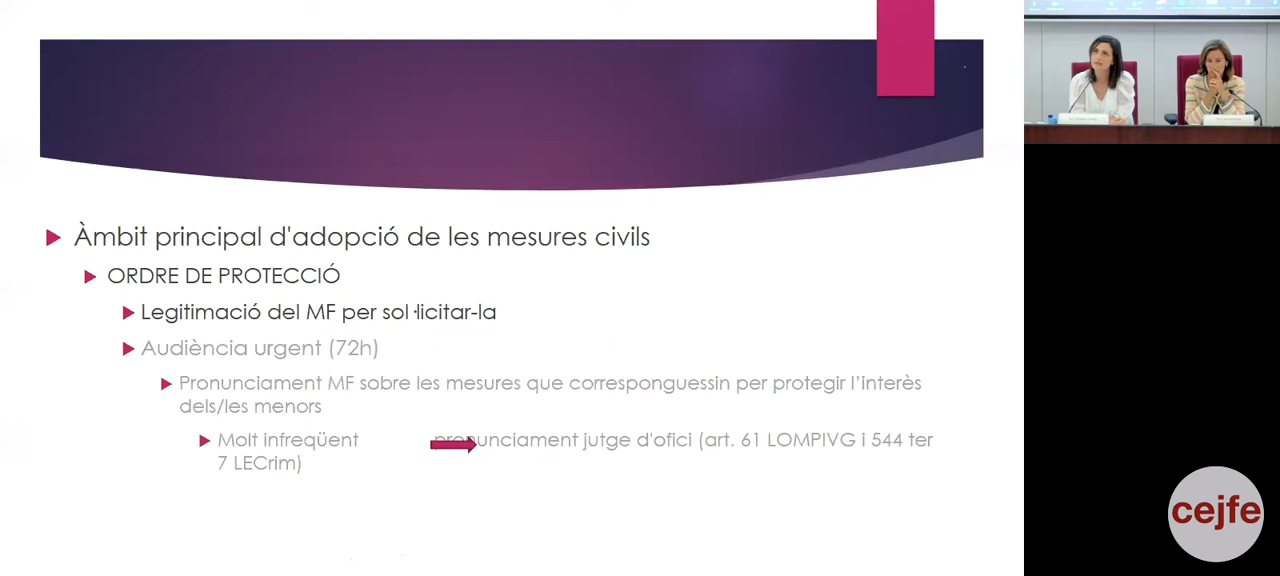 Àmbit principal d'adopció de les mesures civils
ORDRE DE PROTECCIÓ
Legitimació del MF per sol·licitar-la
Audiència urgent (72h)
Pronunciament MF sobre les mesures que corresponguessin per protegir l'interès
dels/les menors
Molt infreqüent pronunciament jutge d'ofici (art. 61 LOMPIVG i 544 ter
7 LECrim)
cejfe